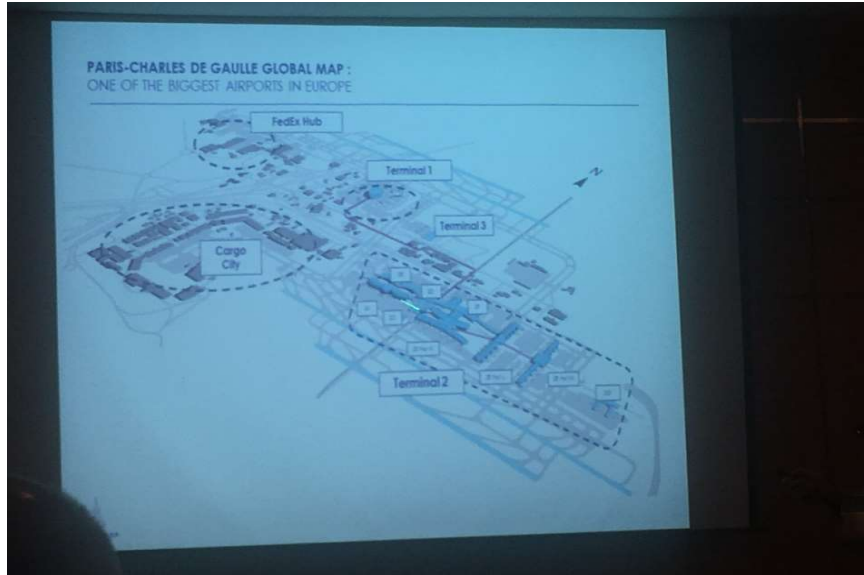 PARIS-CHARLES DE GAULLE GLOBAL MAP :
ONE OF THE BIGGEST AIRPORTS IN EUROPE
FedEx Hub
Terminal 1
N
Terminal 3
Cargo
City
Terminal 2